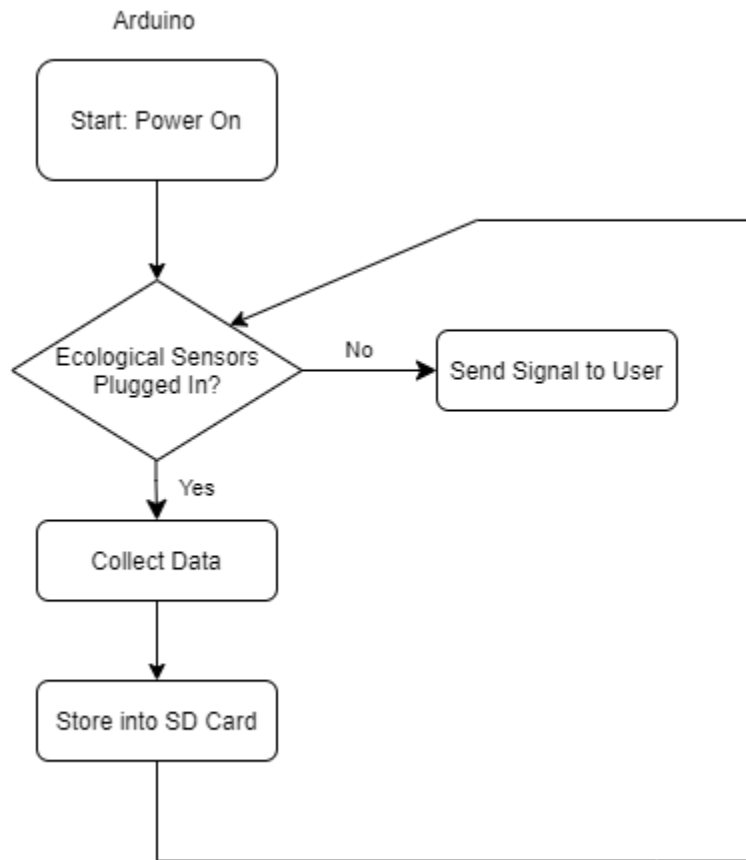 Arduino
Start: Power On
Ecological Sensors
Plugged In?
No
Send Signal to User
Yes
Collect Data
Store into SD Card